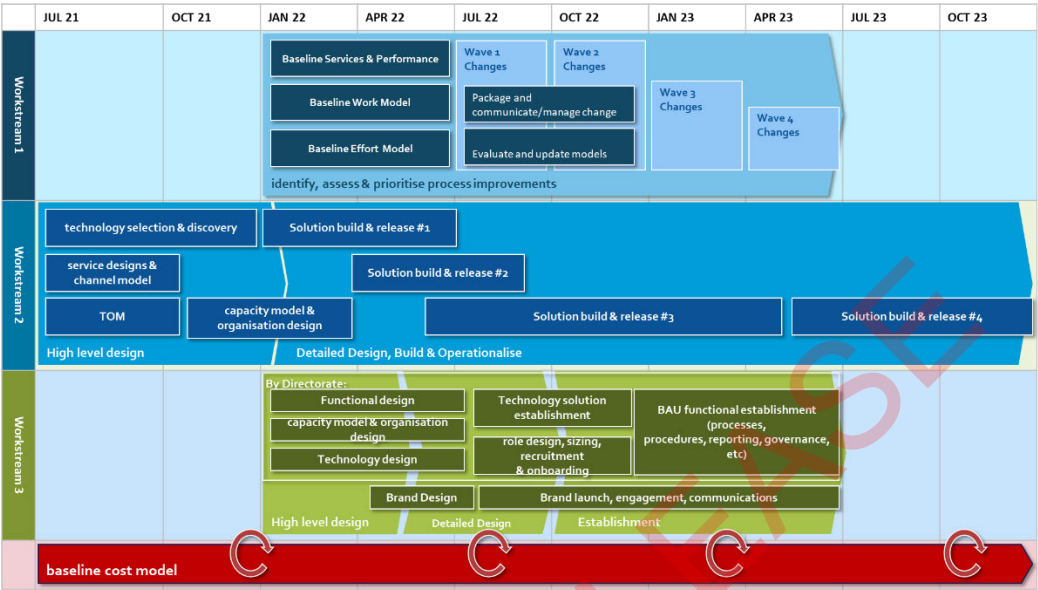 JUL 21 OCT 21 JAN 22 APR 22 JUL 22 OCT 22 JAN 23 APR 23 JUL 23 OCT 23
Workstream 1
Baseline Services & Performance
Baseline Work Model
Baseline Effort Model
Wave 1
Changes
Wave 2
Changes
Package and
communicate/manage change
Evaluate and update models
Wave 3
Changes
Wave 4
Changes
identify, assess & prioritise process improvements
Workstream 2
technology selection & discovery
Solution build & release #1
service designs &
channel model
Solution build & release #2
TOM
capacity model &
organisation design
Solution build & release #3
Solution build & release #4
High level design
Detailed Design, Build & Operationalise
Workstream 3
By Directorate:
Functional design
capacity model & organisation
design
Technology design
Technology solution
establishment
role design, sizing,
recruitment
& onboarding
BAU functional establishment
(processes,
procedures, reporting, governance,
etc)
Brand Design
Brand launch, engagement, communications
High level design
Detailed Design
Establishment
baseline cost model
EASE